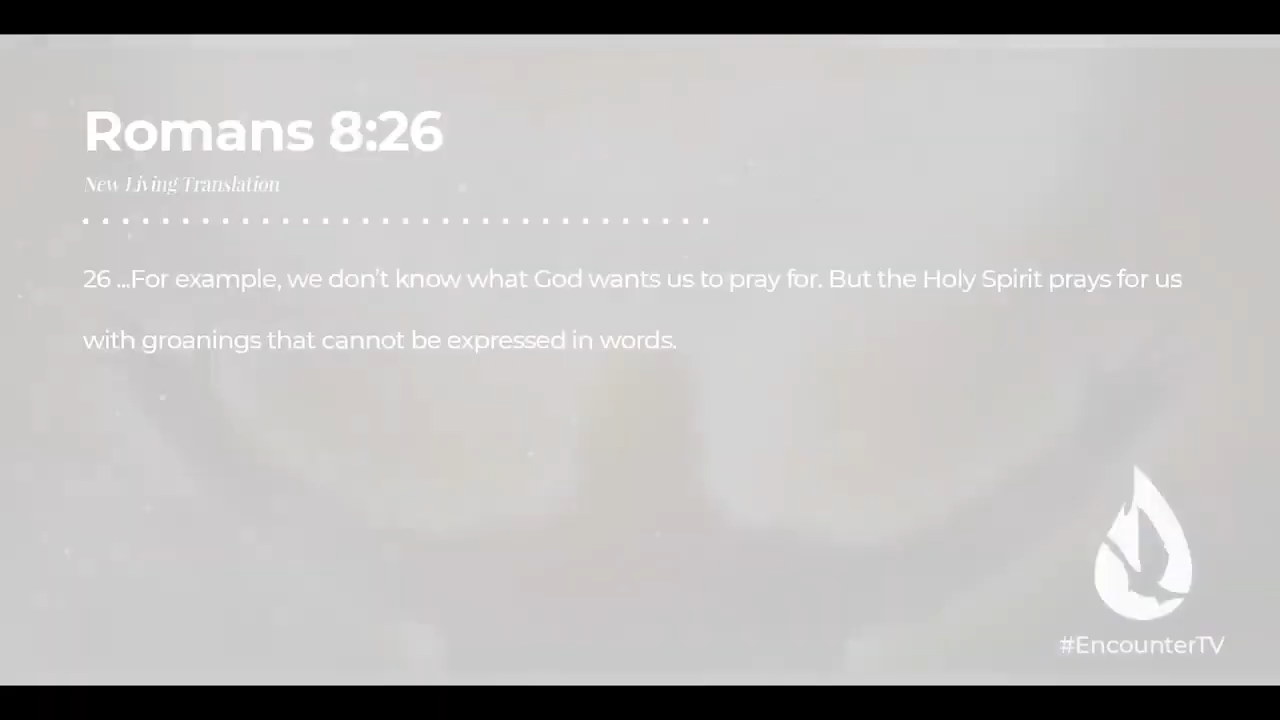 Romans 8:26
New Living Translation
26 ...For example, we don’t know what God wants us to pray for. But the Holy Spirit prays for us
with groanings that cannot be expressed in words.
#EncounterTV